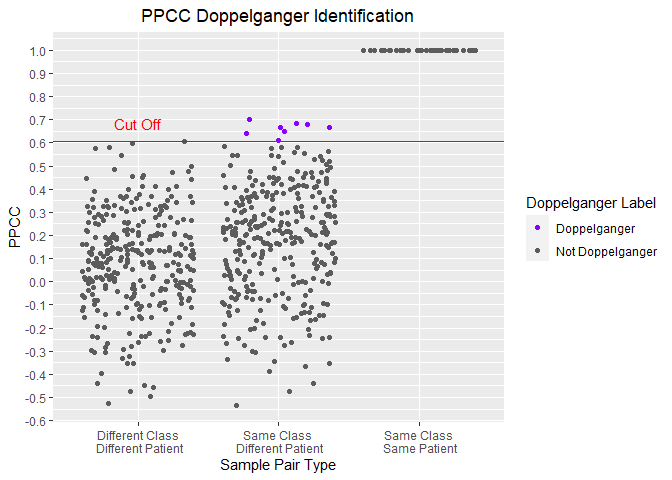 PPCC Doppelganger Identification
PPCC
1.0
0.9
0.8
0.7
0.6
0.5
0.4
0.3
0.2
0.1
0.0
-0.1
-0.2
-0.3
-0.4
-0.5
-0.6
Cut Off
Different Class
Different Patient
Same Class
Different Patient
Same Class
Same Patient
Sample Pair Type
Doppelganger Label
Doppelganger
Not Doppelganger